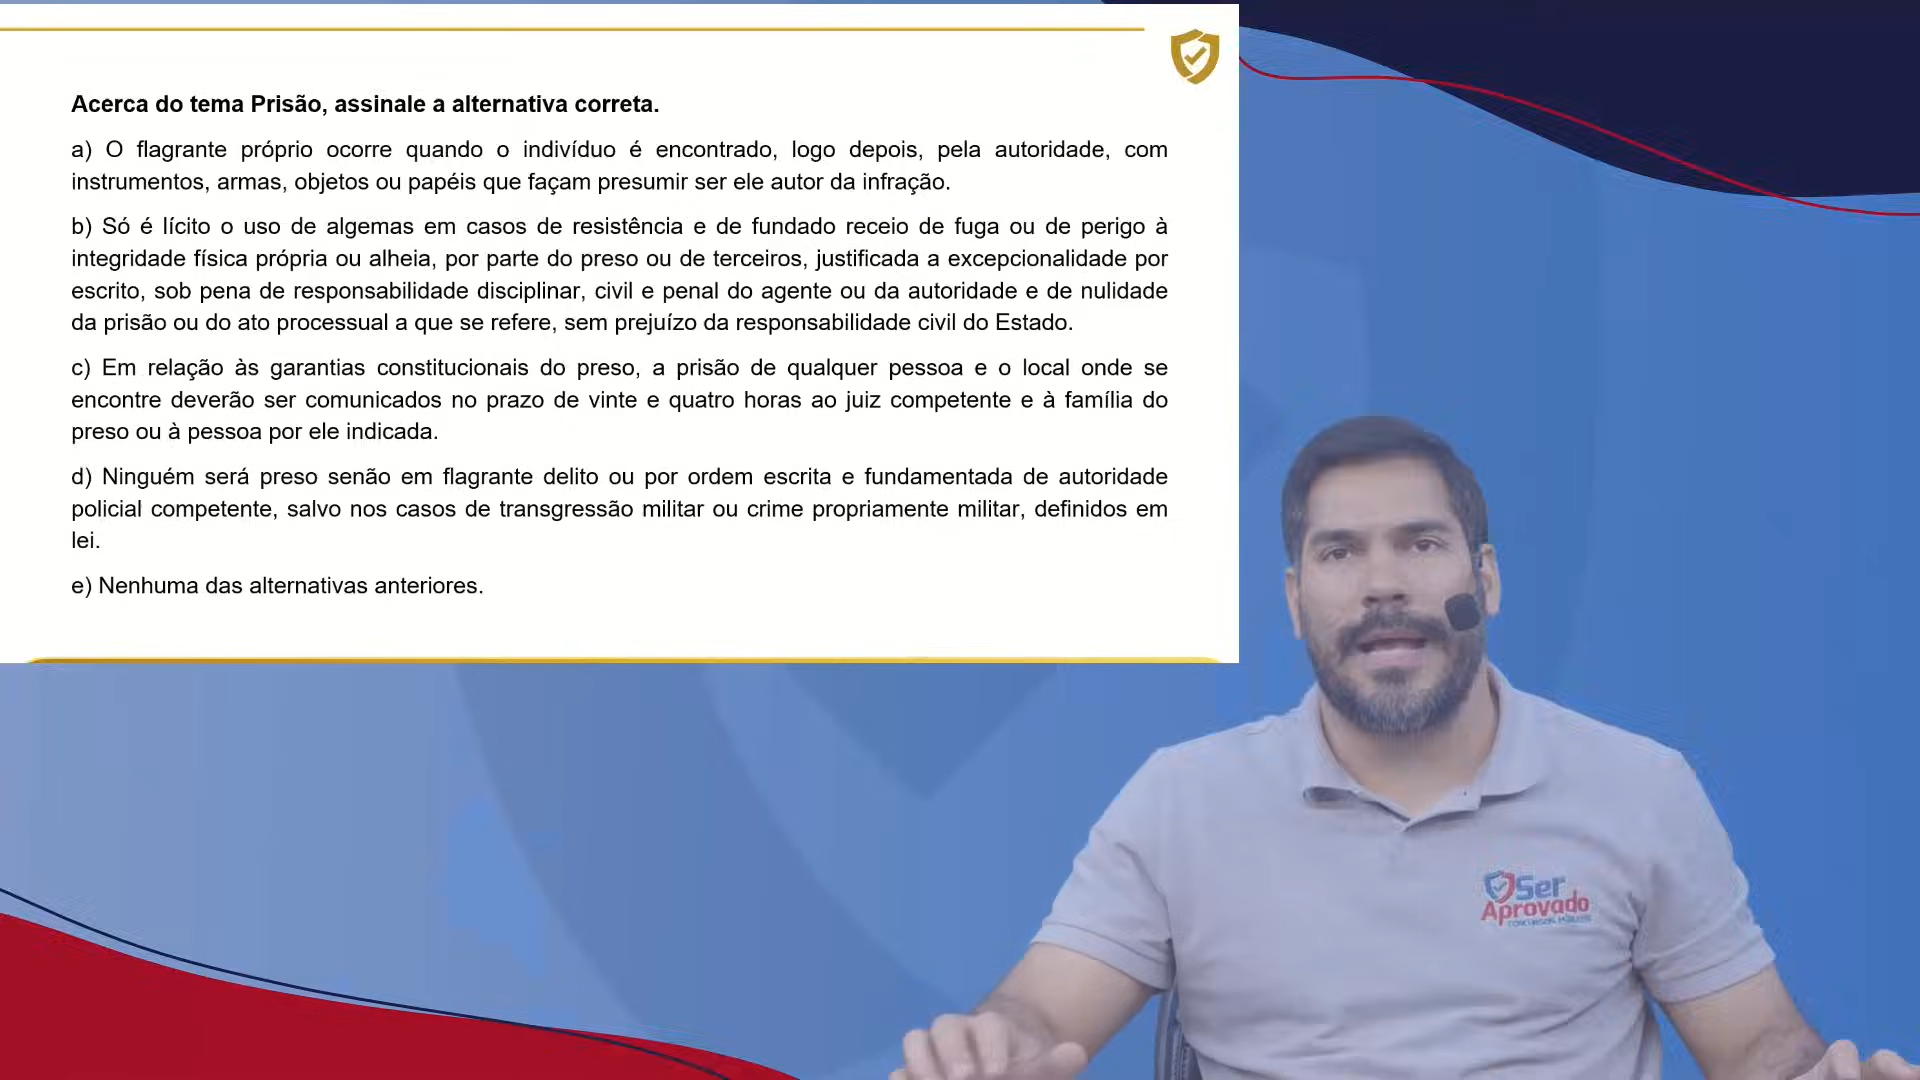 Acerca do tema Prisão, assinale a alternativa correta.
a) O flagrante próprio ocorre quando o indivíduo é encontrado, logo depois, pela autoridade, com
instrumentos, armas, objetos ou papéis que façam presumir ser ele autor da infração.
b) Só é lícito o uso de algemas em casos de resistência e de fundado receio de fuga ou de perigo à
integridade física própria ou alheia, por parte do preso ou de terceiros, justificada a excepcionalidade por
escrito, sob pena de responsabilidade disciplinar, civil e penal do agente ou da autoridade e de nulidade
da prisão ou do ato processual a que se refere, sem prejuízo da responsabilidade civil do Estado.
c) Em relação às garantias constitucionais do preso, a prisão de qualquer pessoa e o local onde se
encontre deverão ser comunicados no prazo de vinte e quatro horas ao juiz competente e à família do
preso ou à pessoa por ele indicada.
d) Ninguém será preso senão em flagrante delito ou por ordem escrita e fundamentada de autoridade
policial competente, salvo nos casos de transgressão militar ou crime propriamente militar, definidos em
lei.
e) Nenhuma das alternativas anteriores.
Ser
Aprovado